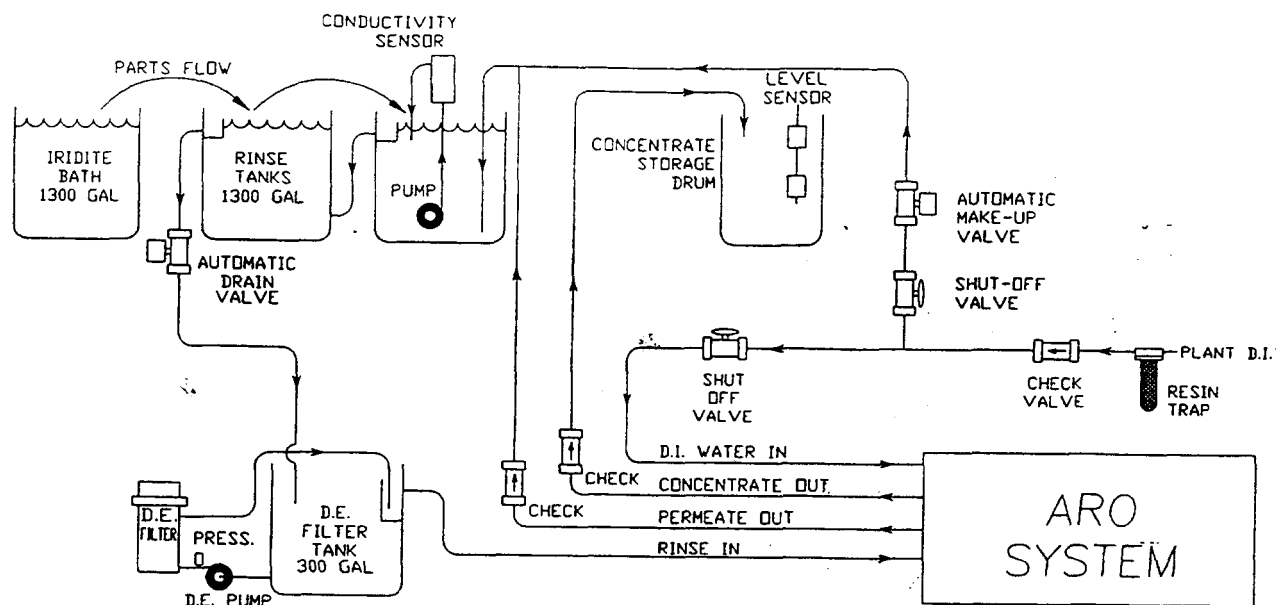 CONDUCTIVITY
SENSOR
PARTS FLOW
LEVEL
SENSOR
IRIDITE
BATH
1300 GAL
RINSE
TANKS
1300 GAL
PUMP
CONCENTRATE
STORAGE
DRUM
AUTOMATIC
MAKE-UP
VALVE
AUTOMATIC
DRAIN
VALVE
SHUT-OFF
VALVE
PLANT D.I.
SHUT
OFF
VALVE
CHECK
VALVE
RESIN
TRAP
D.I. WATER IN
CHECK
CONCENTRATE OUT
CHECK
PERMEATE OUT
RINSE IN
ARO
SYSTEM
D.E.
FILTER
PRESS.
D.E. PUMP
D.E.
FILTER
TANK
300 GAL